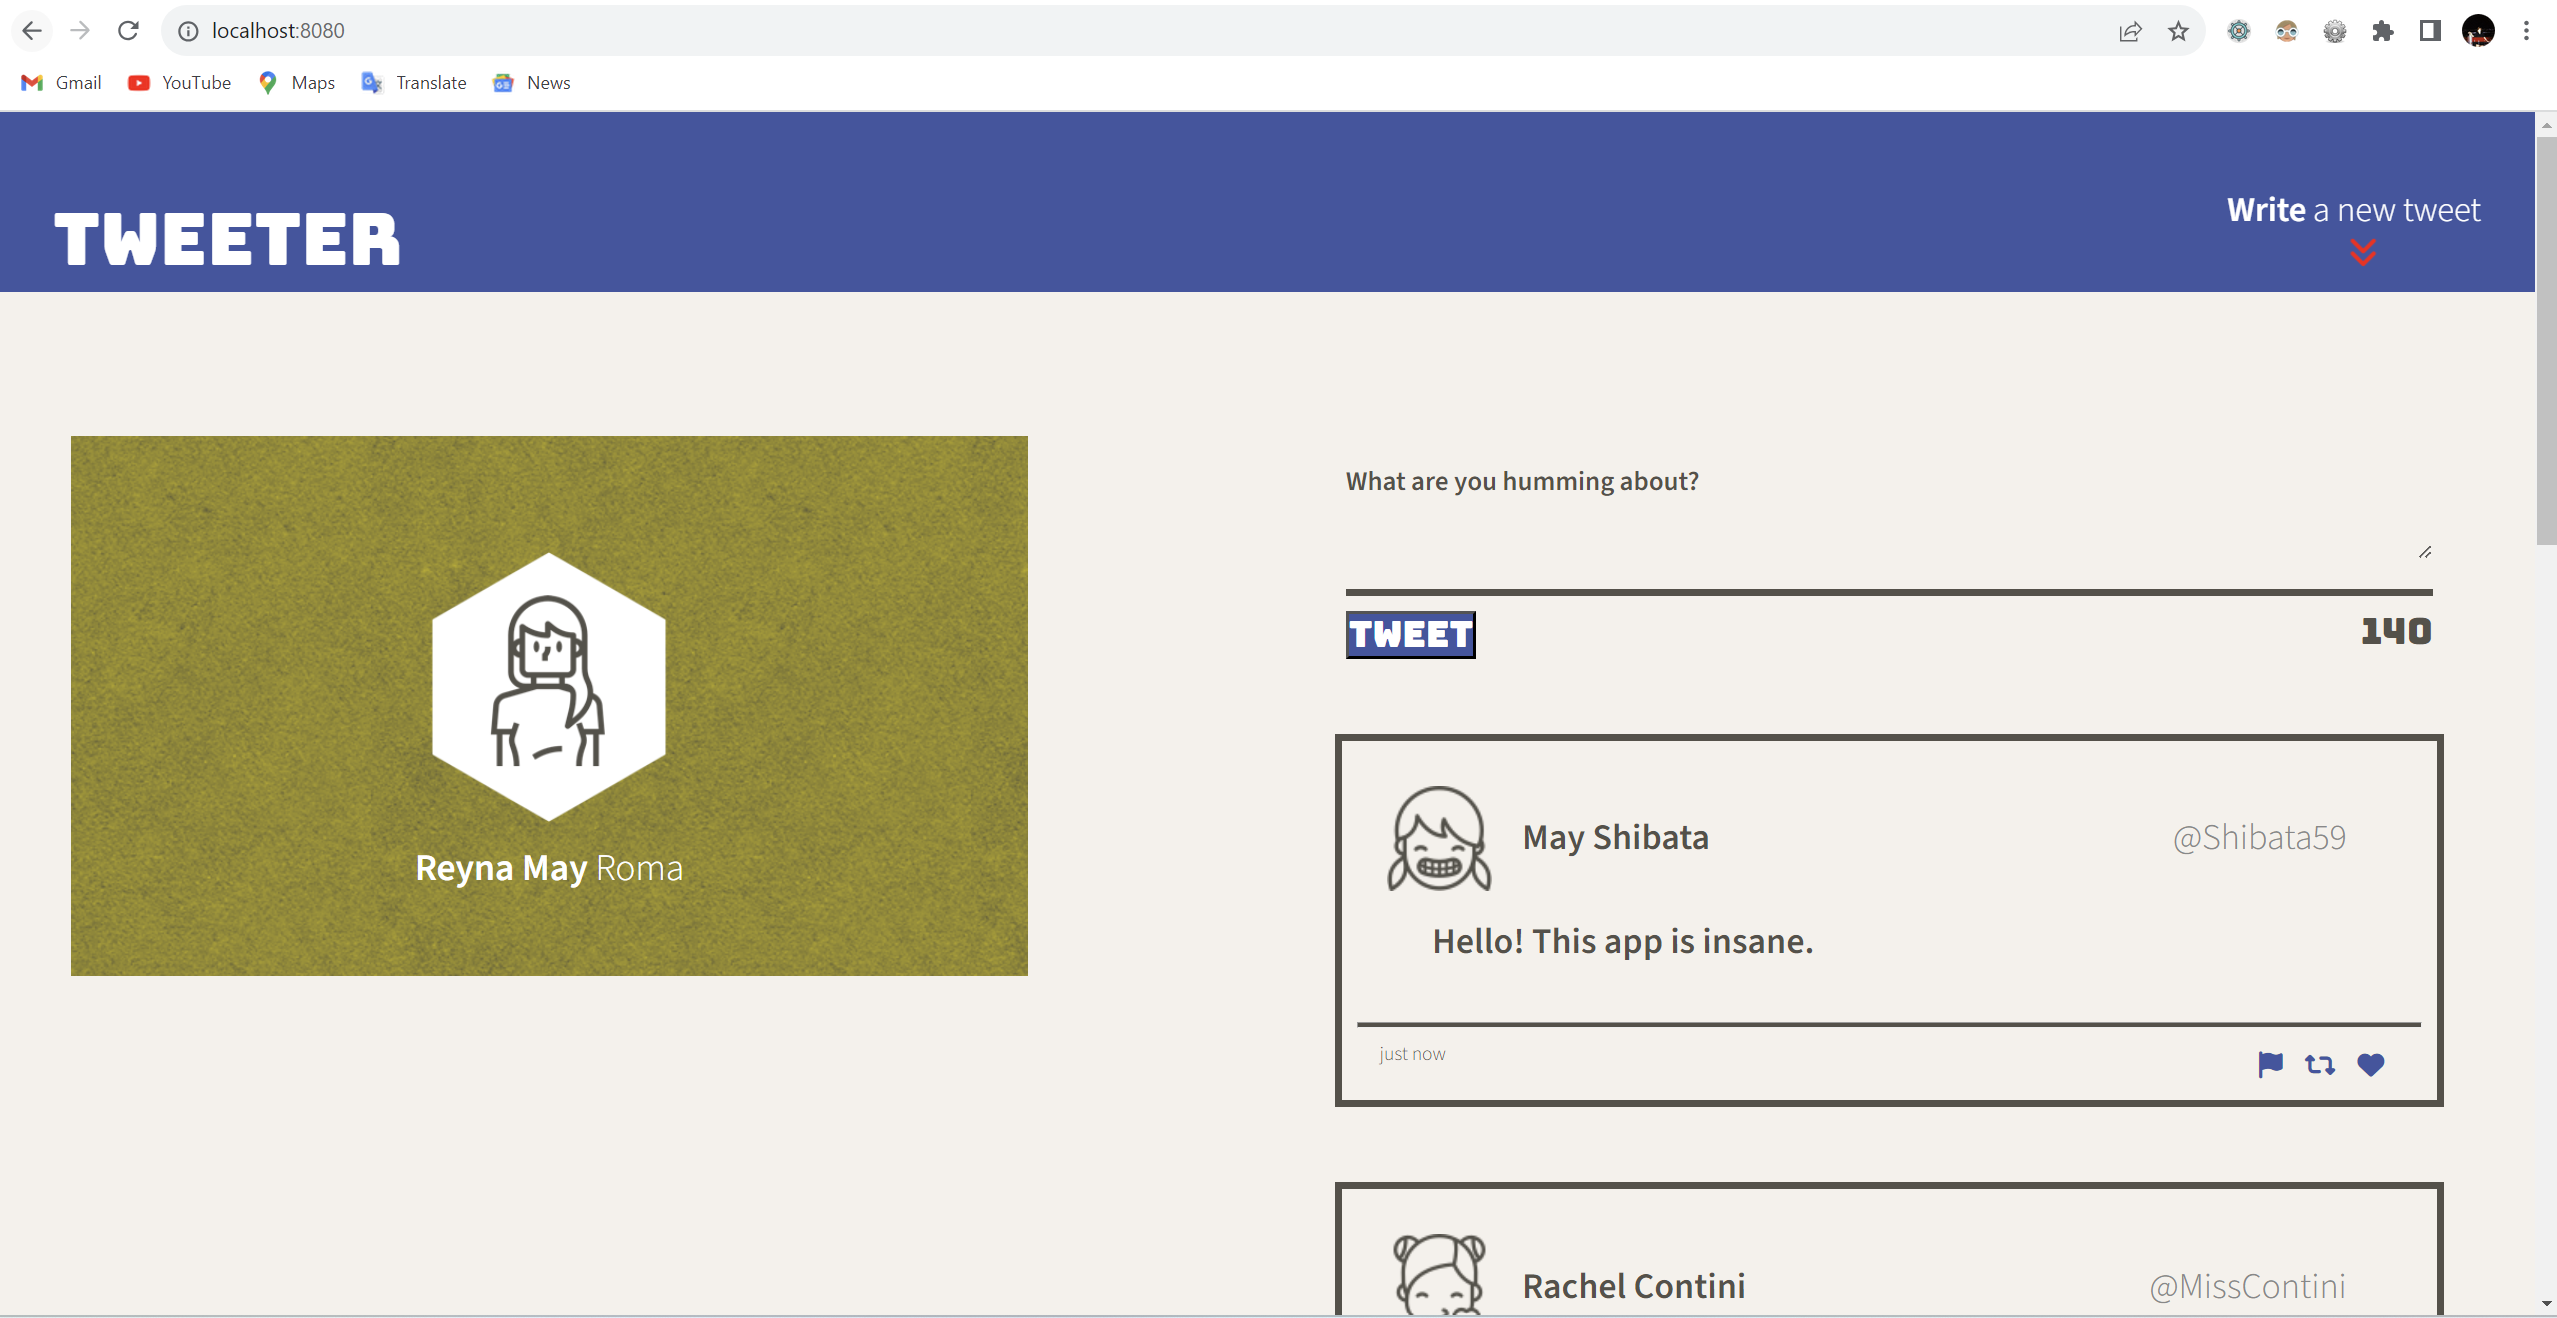 localhost:8080
Gmail YouTube Maps Translate News
TWEETER
Write a new tweet
Reyna May Roma
What are you humming about?
TWEET
140
May Shibata
@Shibata59
Hello! This app is insane.
just now
Rachel Contini
@MissContini